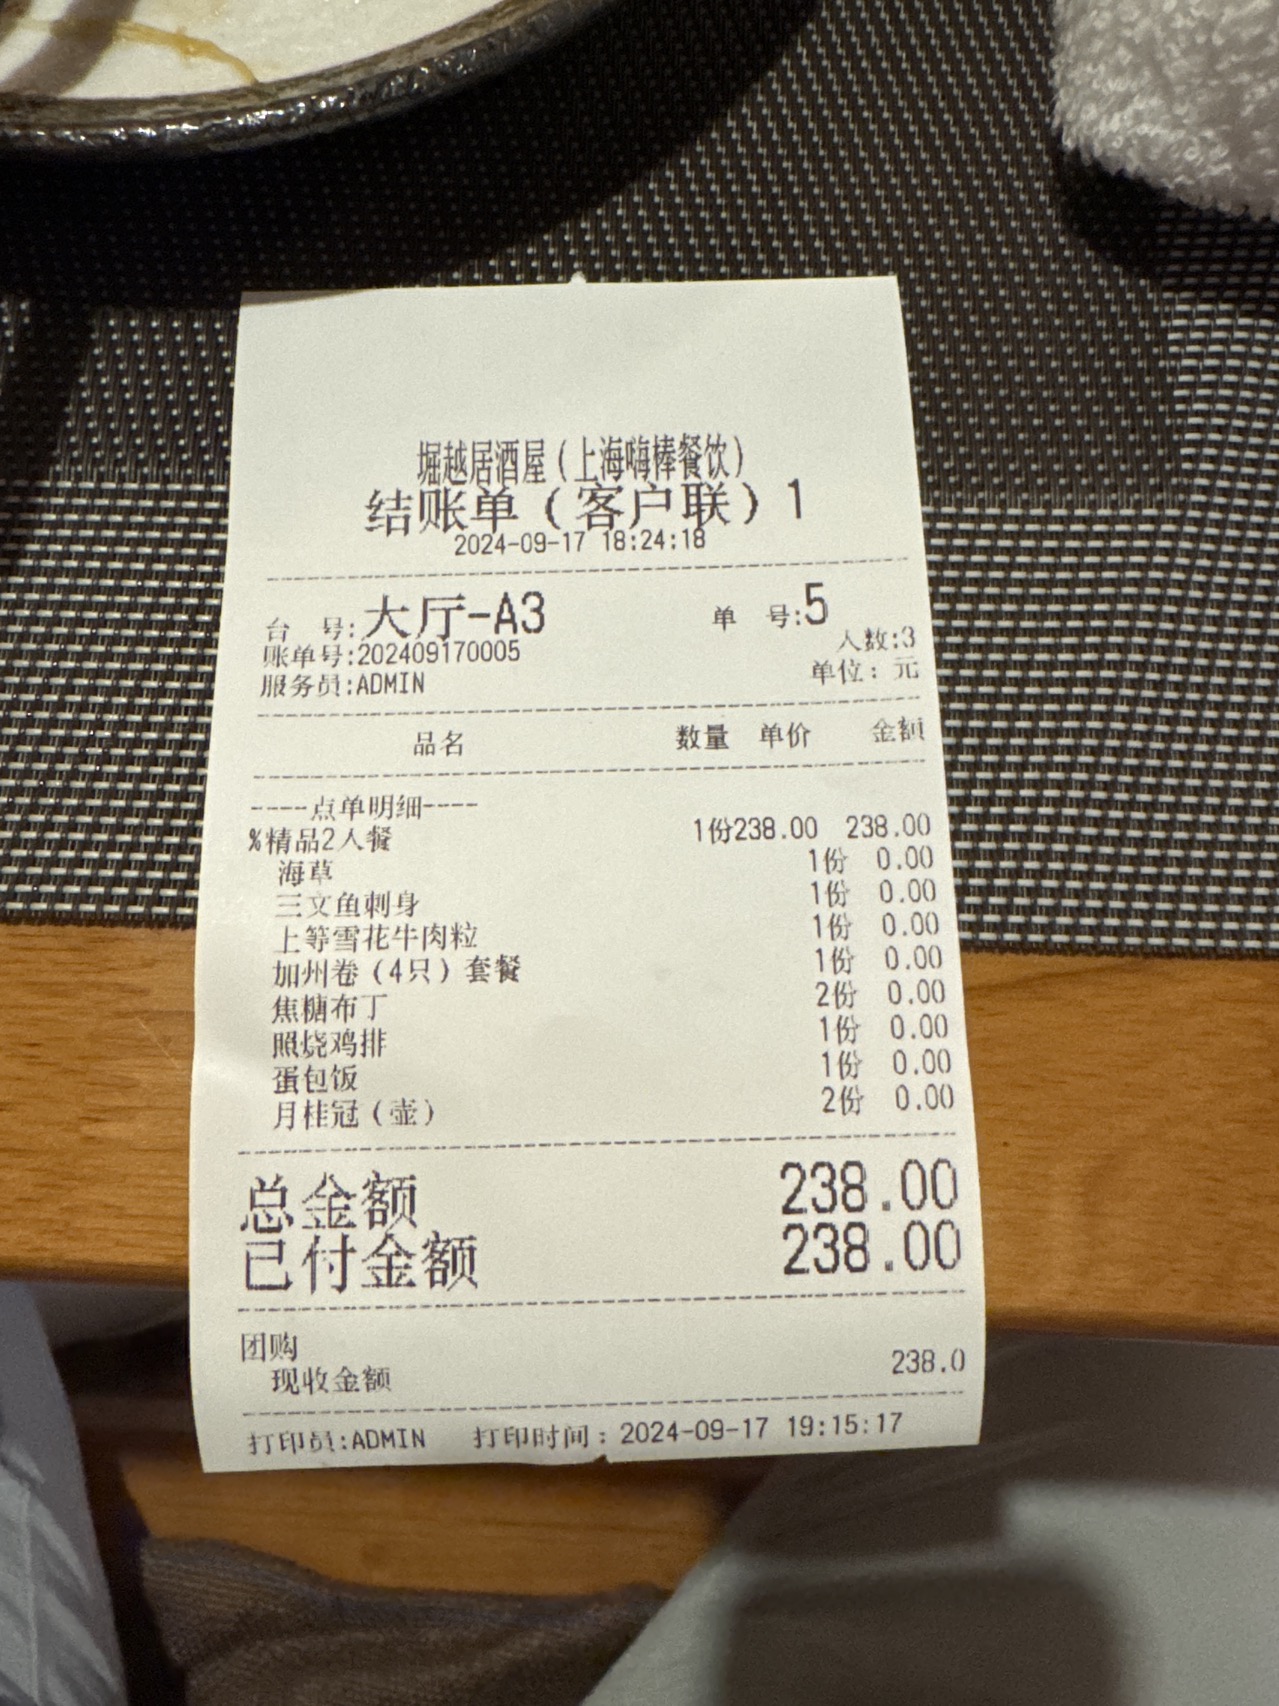 堀越居酒屋（上海嗨棒餐饮）
结账单（客户联）1
2024-09-17 18:24:18
台 号:大厅-A3 单 号:5
人数:3
账单号:202409170005
单位：元
服务员:ADMIN
品名 数量 单价 金额
----点单明细----
%精品2人餐 1份238.00 238.00
海草 1份 0.00
三文鱼刺身 1份 0.00
上等雪花牛肉粒 1份 0.00
加州卷（4只）套餐 1份 0.00
焦糖布丁 2份 0.00
照烧鸡排 1份 0.00
蛋包饭 1份 0.00
月桂冠（壶） 2份 0.00
总金额 238.00
已付金额 238.00
团购
现收金额 238.0
打印员:ADMIN 打印时间：2024-09-17 19:15:17